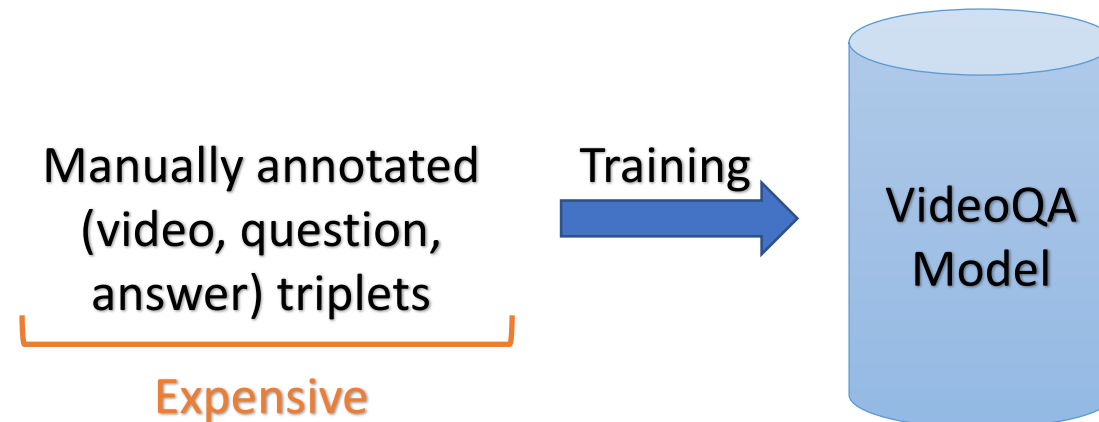 Manually annotated
(video, question,
answer) triplets
Expensive
Training
VideoQA
Model